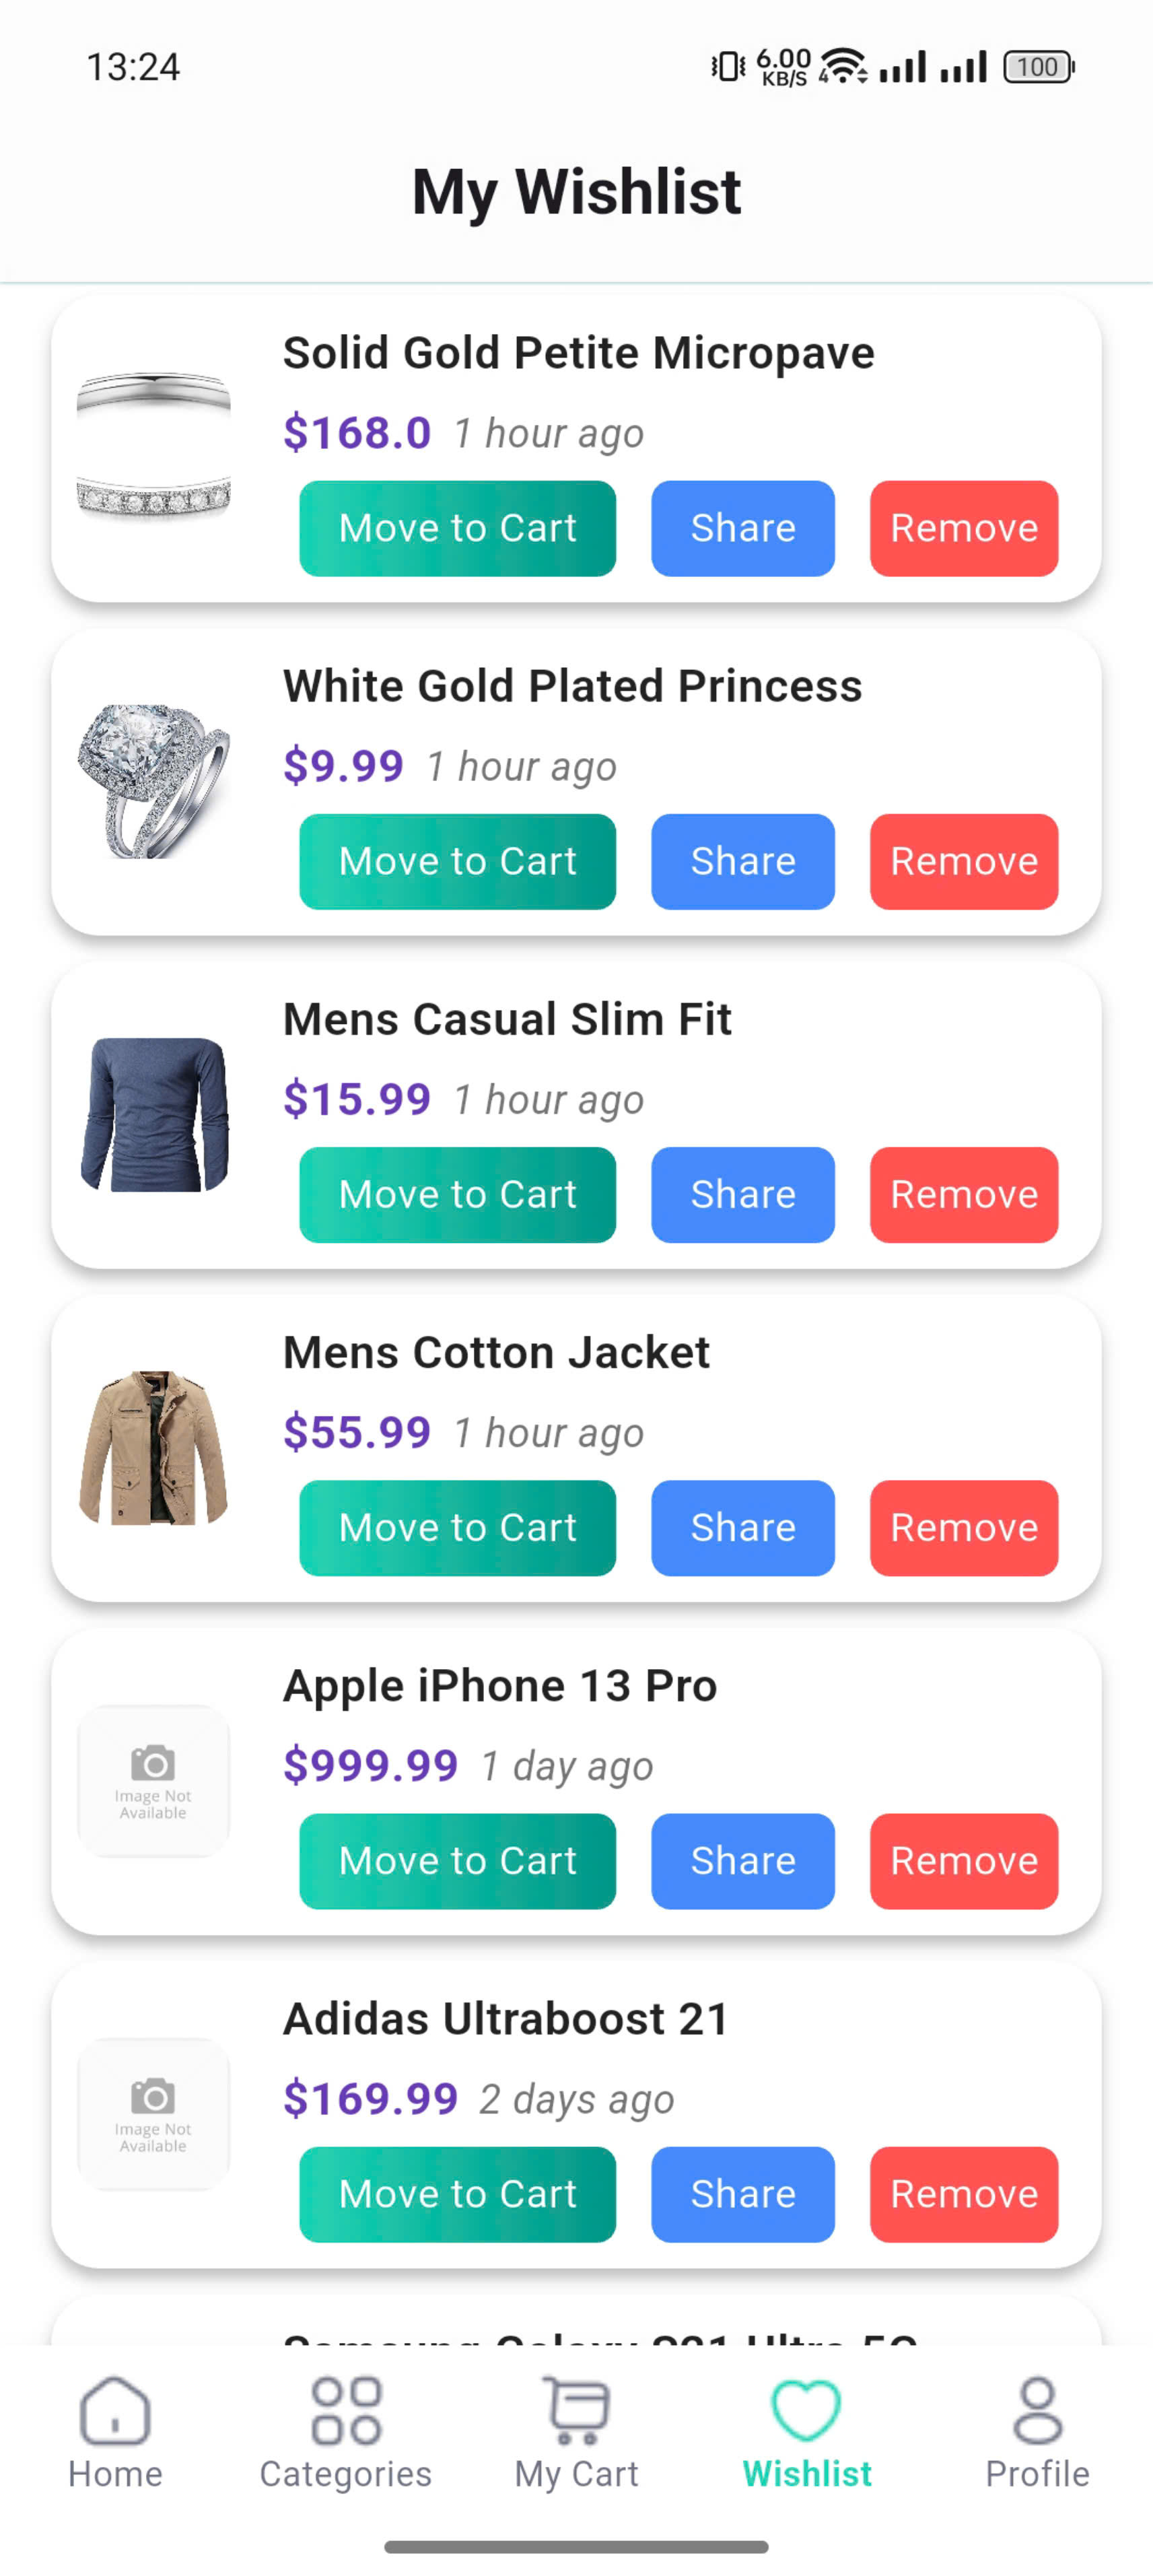 13:24
6.00
KB/S
4
100
My Wishlist
Solid Gold Petite Micropave
$168.0 1 hour ago
Move to Cart Share Remove
White Gold Plated Princess
$9.99 1 hour ago
Move to Cart Share Remove
Mens Casual Slim Fit
$15.99 1 hour ago
Move to Cart Share Remove
Mens Cotton Jacket
$55.99 1 hour ago
Move to Cart Share Remove
Apple iPhone 13 Pro
$999.99 1 day ago
Image Not
Available
Move to Cart Share Remove
Adidas Ultraboost 21
$169.99 2 days ago
Image Not
Available
Move to Cart Share Remove
Home Categories My Cart Wishlist Profile